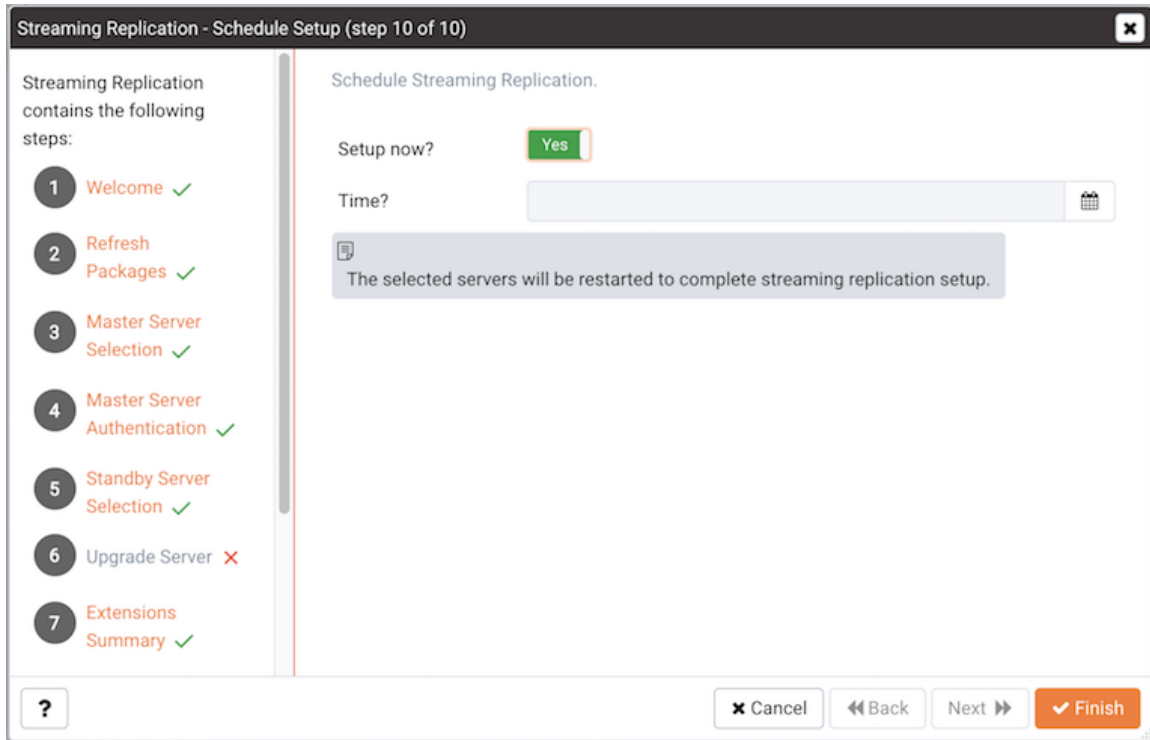 Streaming Replication - Schedule Setup (step 10 of 10)
Streaming Replication
contains the following
steps:
1 Welcome
2 Refresh
Packages
3 Master Server
Selection
4 Master Server
Authentication
5 Standby Server
Selection
6 Upgrade Server
7 Extensions
Summary
Schedule Streaming Replication.
Setup now? Yes
Time?
The selected servers will be restarted to complete streaming replication setup.
? Cancel Back Next Finish